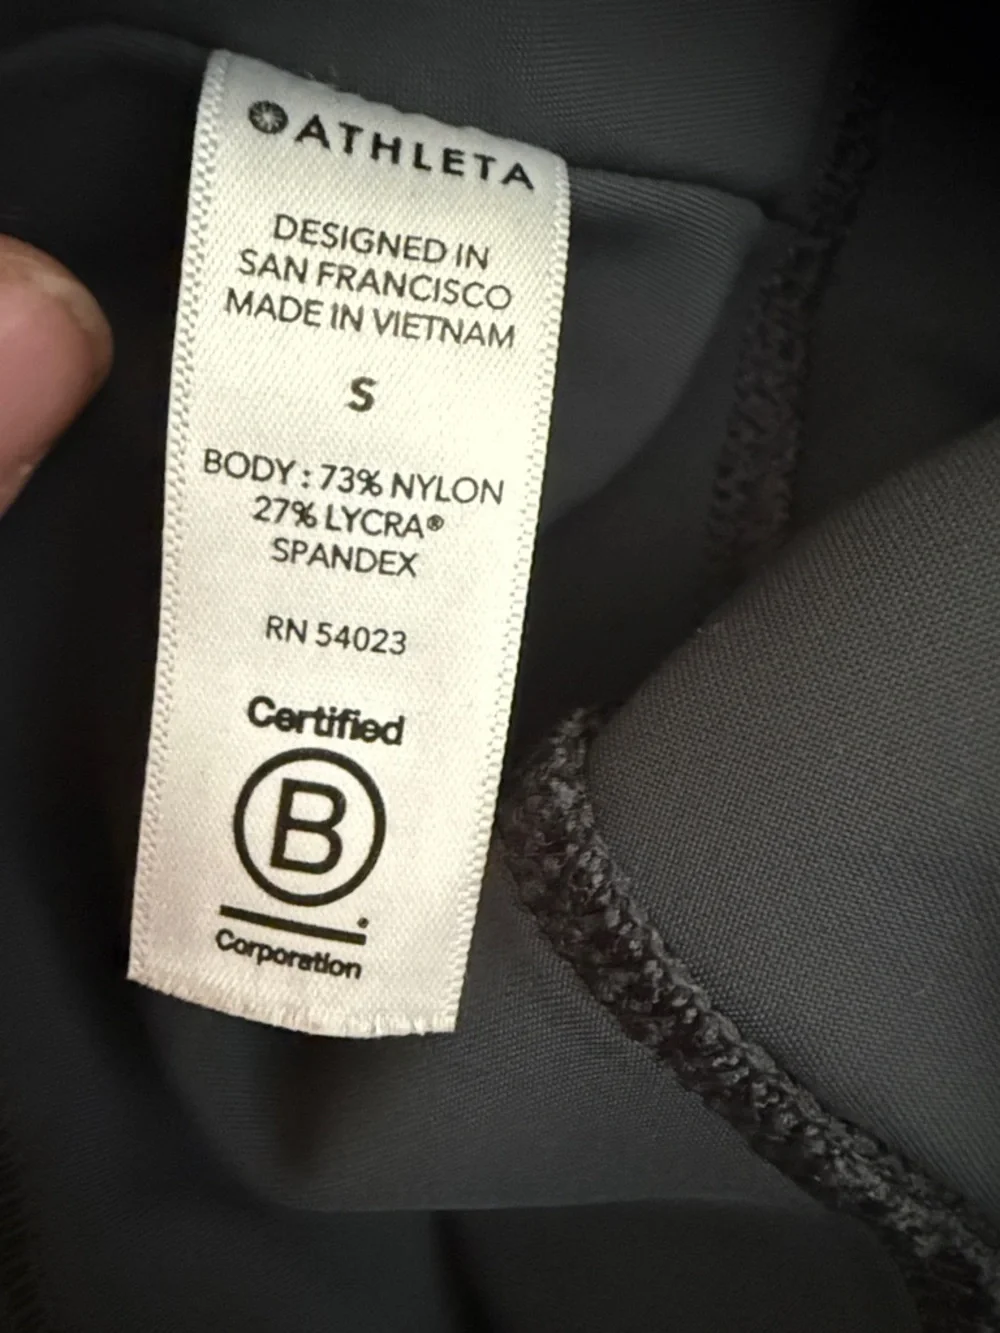 ATHLETA
DESIGNED IN
SAN FRANCISCO
MADE IN VIETNAM
S
BODY : 73% NYLON
27% LYCRA®
SPANDEX
RN 54023
Certified
B
Corporation